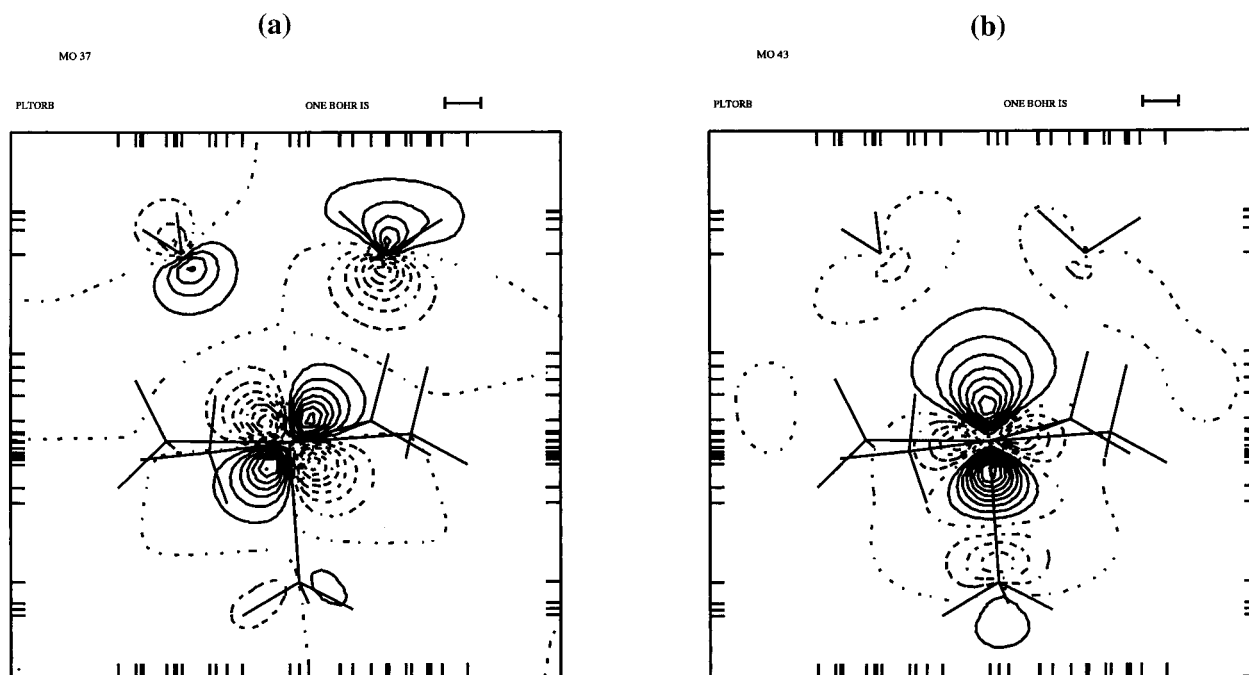 (a)
MO 37
PLTORB ONE BOHR IS
(b)
MO 43
PLTORB ONE BOHR IS